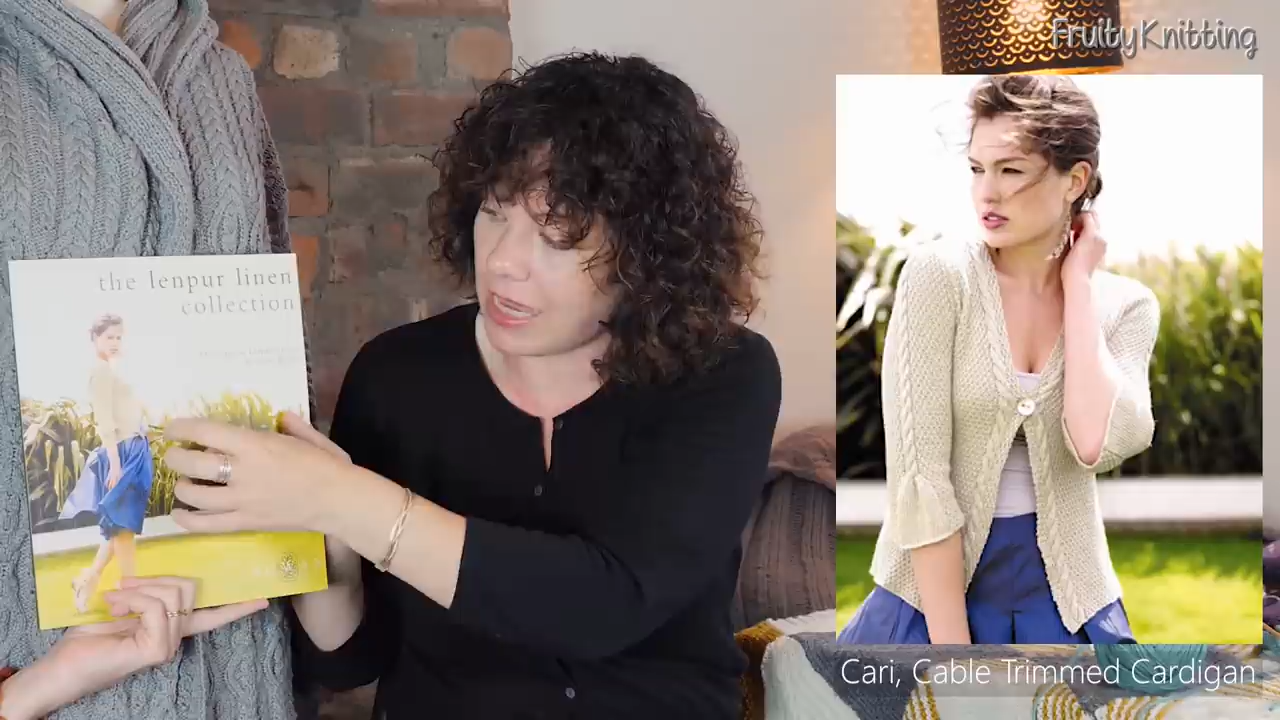 FruityKnitting
the lenpur linen
collection
Cari, Cable Trimmed Cardigan